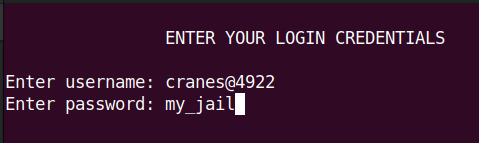 ENTER YOUR LOGIN CREDENTIALS
Enter username: cranes@4922
Enter password: my_jail